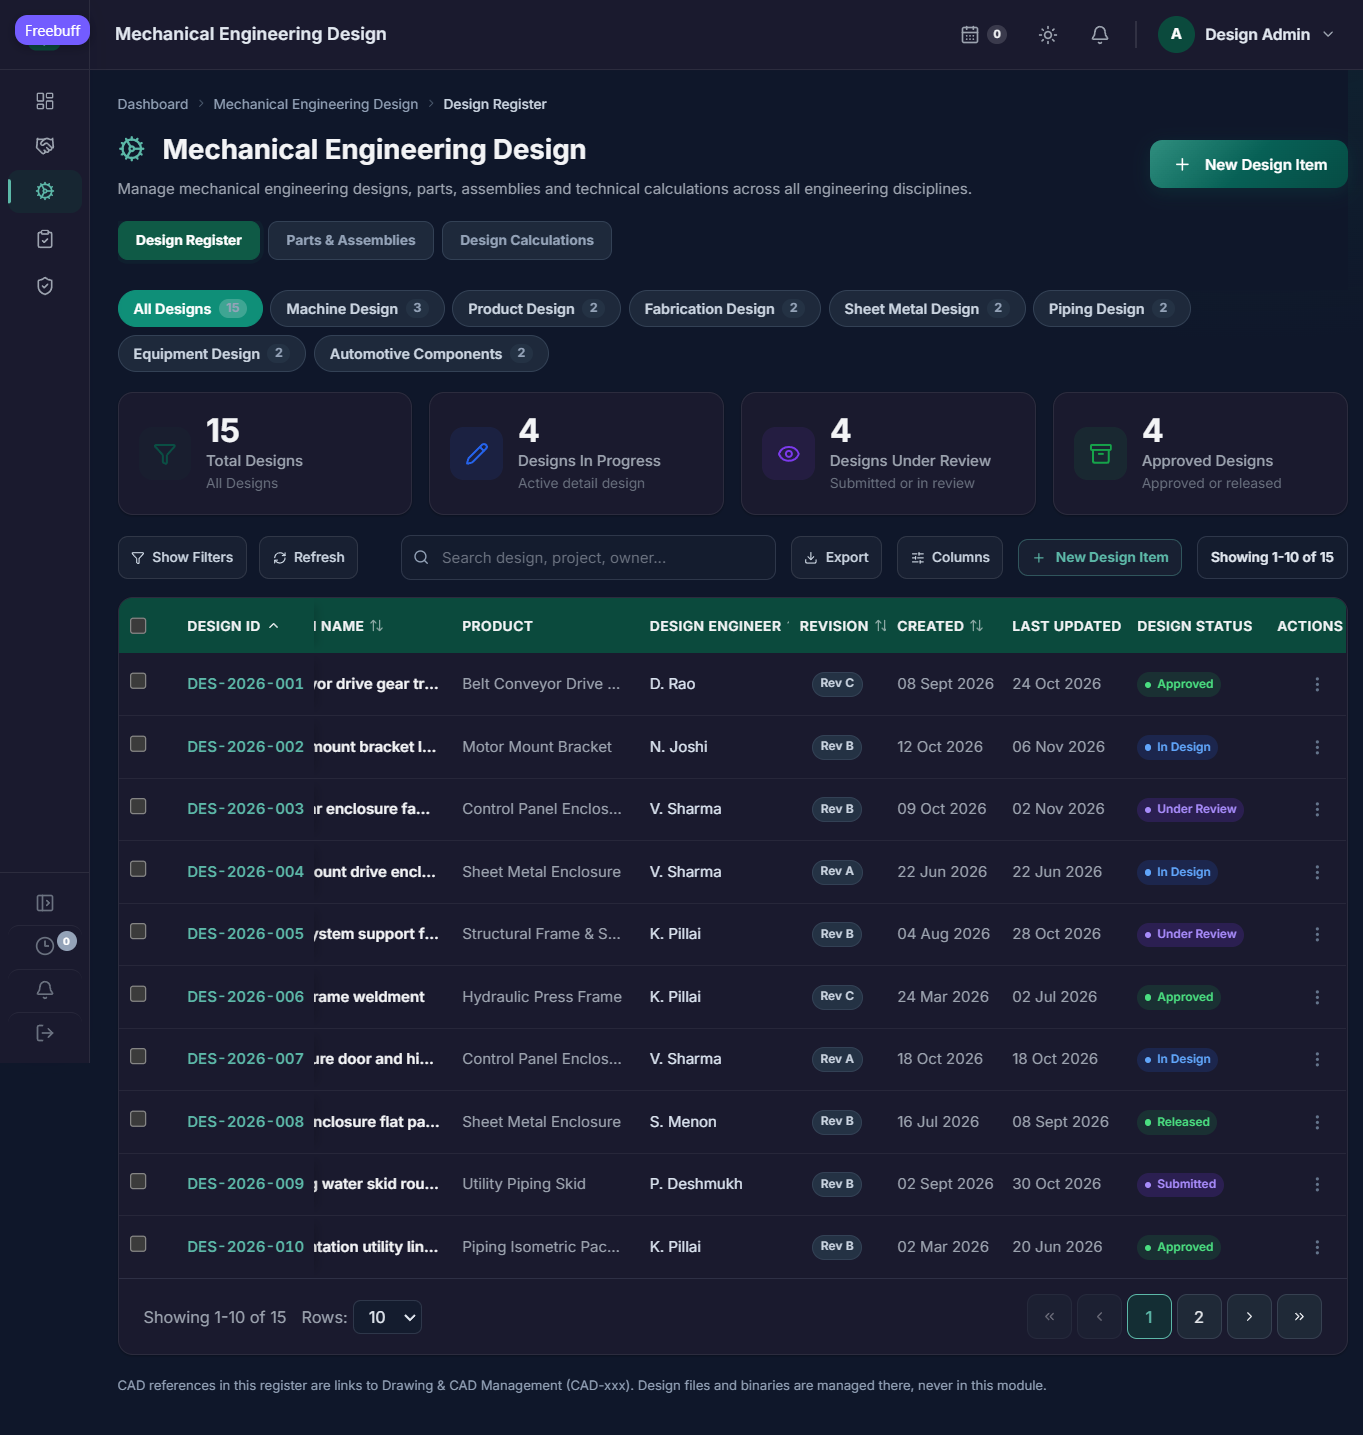 Freebuff
Mechanical Engineering Design
0
A
Design Admin
Dashboard > Mechanical Engineering Design > Design Register
Mechanical Engineering Design
Manage mechanical engineering designs, parts, assemblies and technical calculations across all engineering disciplines.
+ New Design Item
Design Register
Parts & Assemblies
Design Calculations
All Designs 15
Machine Design 3
Product Design 2
Fabrication Design 2
Sheet Metal Design 2
Piping Design 2
Equipment Design 2
Automotive Components 2
15
Total Designs
All Designs
4
Designs In Progress
Active detail design
4
Designs Under Review
Submitted or in review
4
Approved Designs
Approved or released
Show Filters
Refresh
Search design, project, owner...
Export
Columns
+ New Design Item
Showing 1-10 of 15
DESIGN ID NAME PRODUCT DESIGN ENGINEER REVISION CREATED LAST UPDATED DESIGN STATUS ACTIONS
DES-2026-001 yor drive gear tr... Belt Conveyor Drive ... D. Rao Rev C 08 Sept 2026 24 Oct 2026 Approved
DES-2026-002 mount bracket l... Motor Mount Bracket N. Joshi Rev B 12 Oct 2026 06 Nov 2026 In Design
DES-2026-003 r enclosure fa... Control Panel Enclos... V. Sharma Rev B 09 Oct 2026 02 Nov 2026 Under Review
DES-2026-004 ount drive encl... Sheet Metal Enclosure V. Sharma Rev A 22 Jun 2026 22 Jun 2026 In Design
DES-2026-005 ystem support f... Structural Frame & S... K. Pillai Rev B 04 Aug 2026 28 Oct 2026 Under Review
DES-2026-006 rame weldment Hydraulic Press Frame K. Pillai Rev C 24 Mar 2026 02 Jul 2026 Approved
DES-2026-007 ure door and hi... Control Panel Enclos... V. Sharma Rev A 18 Oct 2026 18 Oct 2026 In Design
DES-2026-008 nclosure flat pa... Sheet Metal Enclosure S. Menon Rev B 16 Jul 2026 08 Sept 2026 Released
DES-2026-009 g water skid rou... Utility Piping Skid P. Deshmukh Rev B 02 Sept 2026 30 Oct 2026 Submitted
DES-2026-010 ntation utility lin... Piping Isometric Pac... K. Pillai Rev B 02 Mar 2026 20 Jun 2026 Approved
0
Showing 1-10 of 15 Rows: 10 « ‹ 1 2 › »
CAD references in this register are links to Drawing & CAD Management (CAD-xxx). Design files and binaries are managed there, never in this module.